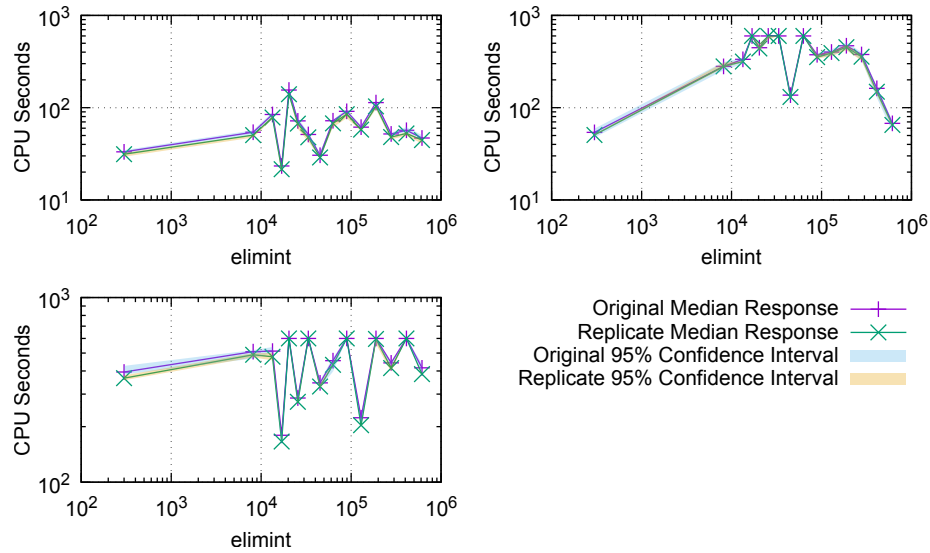 10³
10²
10¹
CPU Seconds
10² 10³ 10⁴ 10⁵ 10⁶
elimint
10³
10²
10¹
CPU Seconds
10² 10³ 10⁴ 10⁵ 10⁶
elimint
10³
10²
CPU Seconds
10² 10³ 10⁴ 10⁵ 10⁶
elimint
Original Median Response
Replicate Median Response
Original 95% Confidence Interval
Replicate 95% Confidence Interval